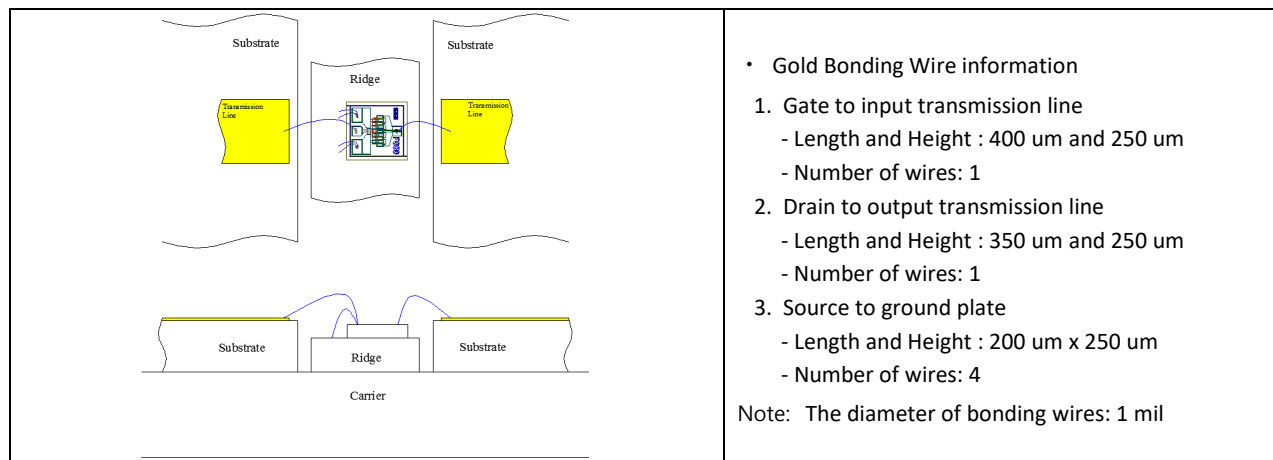 Substrate
Substrate
Ridge
Transmission
Line
Transmission
Line
Substrate
Ridge
Substrate
Carrier
・ Gold Bonding Wire information
1. Gate to input transmission line
- Length and Height : 400 um and 250 um
- Number of wires: 1
2. Drain to output transmission line
- Length and Height : 350 um and 250 um
- Number of wires: 1
3. Source to ground plate
- Length and Height : 200 um x 250 um
- Number of wires: 4
Note: The diameter of bonding wires: 1 mil